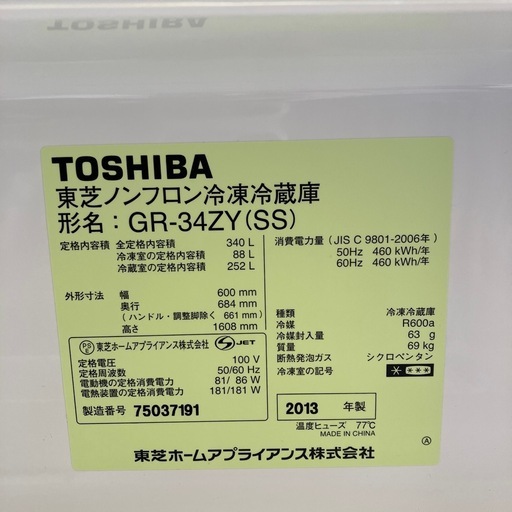 TOSHIBA
TOSHIBA
東芝ノンフロン冷凍冷蔵庫
形名：GR-34ZY(SS)
定格内容積 全定格内容積 340 L
冷凍室の定格内容積 88 L
冷蔵室の定格内容積 252 L
消費電力量 (JIS C 9801-2006年)
50Hz 460 kWh/年
60Hz 460 kWh/年
外形寸法 幅 600 mm
奥行 684 mm
(ハンドル・調整脚除く 661 mm)
高さ 1608 mm
種類 冷凍冷蔵庫
冷媒 R600a
冷媒封入量 63 g
質量 69 kg
断熱発泡ガス シクロペンタン
冷凍室の記号
PS E 東芝ホームアプライアンス株式会社 S JET
定格電圧 100 V
定格周波数 50/60 Hz
電動機の定格消費電力 81/ 86 W
電熱装置の定格消費電力 181/181 W
製造番号 75037191
2013 年製
温度ヒューズ 77℃
MADE IN CHINA
Ⓐ
東芝ホームアプライアンス株式会社